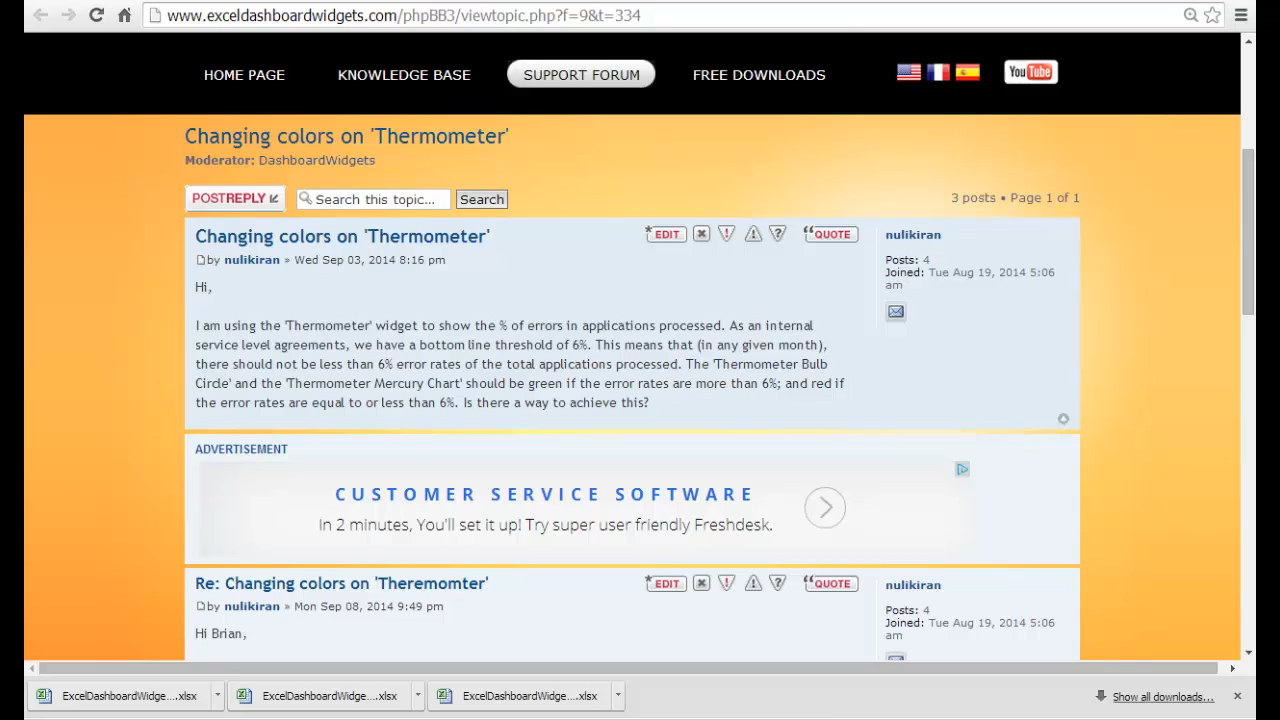 www.exceldashboardwidgets.com/phpBB3/viewtopic.php?f=9&t=334
HOME PAGE KNOWLEDGE BASE SUPPORT FORUM FREE DOWNLOADS You Tube
Changing colors on 'Thermometer'
Moderator: DashboardWidgets
POSTREPLY Search this topic... Search 3 posts • Page 1 of 1
Changing colors on 'Thermometer' EDIT QUOTE nulikiran
by nulikiran » Wed Sep 03, 2014 8:16 pm
Posts: 4
Joined: Tue Aug 19, 2014 5:06
am
Hi,
I am using the 'Thermometer' widget to show the % of errors in applications processed. As an internal
service level agreements, we have a bottom line threshold of 6%. This means that (in any given month),
there should not be less than 6% error rates of the total applications processed. The 'Thermometer Bulb
Circle' and the 'Thermometer Mercury Chart' should be green if the error rates are more than 6%; and red if
the error rates are equal to or less than 6%. Is there a way to achieve this?
ADVERTISEMENT
CUSTOMER SERVICE SOFTWARE
In 2 minutes, You'll set it up! Try super user friendly Freshdesk.
Re: Changing colors on 'Theremomter' EDIT QUOTE nulikiran
by nulikiran » Mon Sep 08, 2014 9:49 pm
Posts: 4
Joined: Tue Aug 19, 2014 5:06
am
Hi Brian,
ExcelDashboardWidge....xlsx ExcelDashboardWidge....xlsx ExcelDashboardWidge....xlsx Show all downloads...